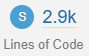 S 2.9k
Lines of Code